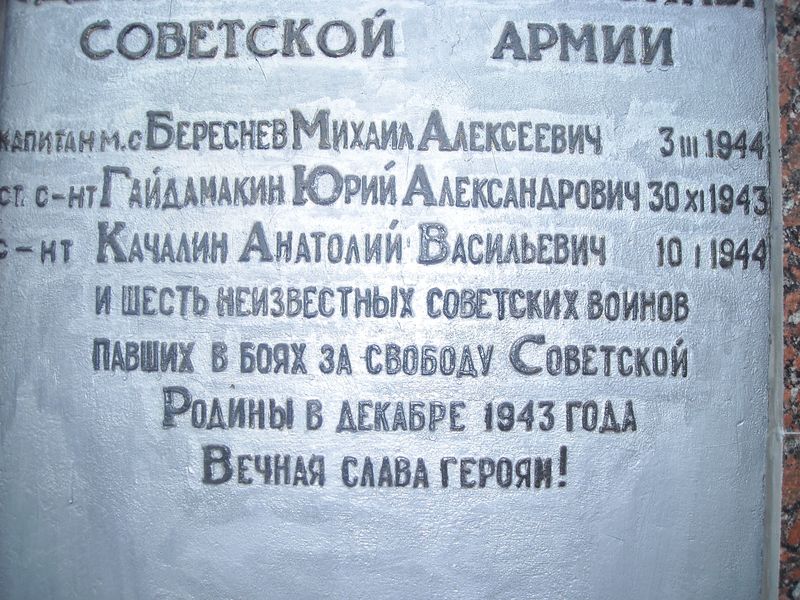 СОВЕТСКОЙ АРМИИ
КАПИТАН М.С БЕРЕСНЕВ МИХАИЛ АЛЕКСЕЕВИЧ 3 III 1944
СТ. С-НТ ГАЙДАМАКИН ЮРИЙ АЛЕКСАНДРОВИЧ 30 XI 1943
С-НТ КАЧАЛИН АНАТОЛИЙ ВАСИЛЬЕВИЧ 10 I 1944
И ШЕСТЬ НЕИЗВЕСТНЫХ СОВЕТСКИХ ВОИНОВ
ПАВШИХ В БОЯХ ЗА СВОБОДУ СОВЕТСКОЙ
РОДИНЫ В ДЕКАБРЕ 1943 ГОДА
ВЕЧНАЯ СЛАВА ГЕРОЯМ!